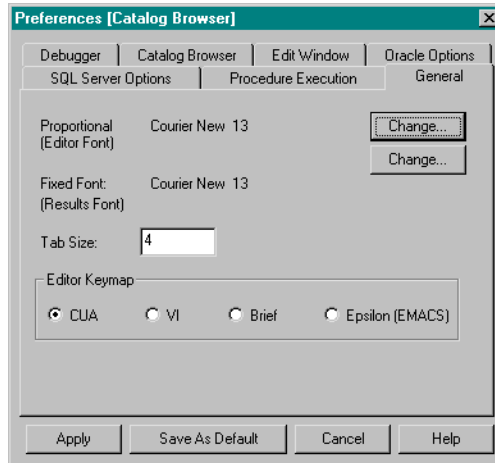 Preferences [Catalog Browser]
Debugger Catalog Browser Edit Window Oracle Options
SQL Server Options Procedure Execution General
Proportional Courier New 13 Change...
(Editor Font)
Change...
Fixed Font: Courier New 13
(Results Font)
Tab Size: 4
Editor Keymap
CUA VI Brief Epsilon (EMACS)
Apply Save As Default Cancel Help